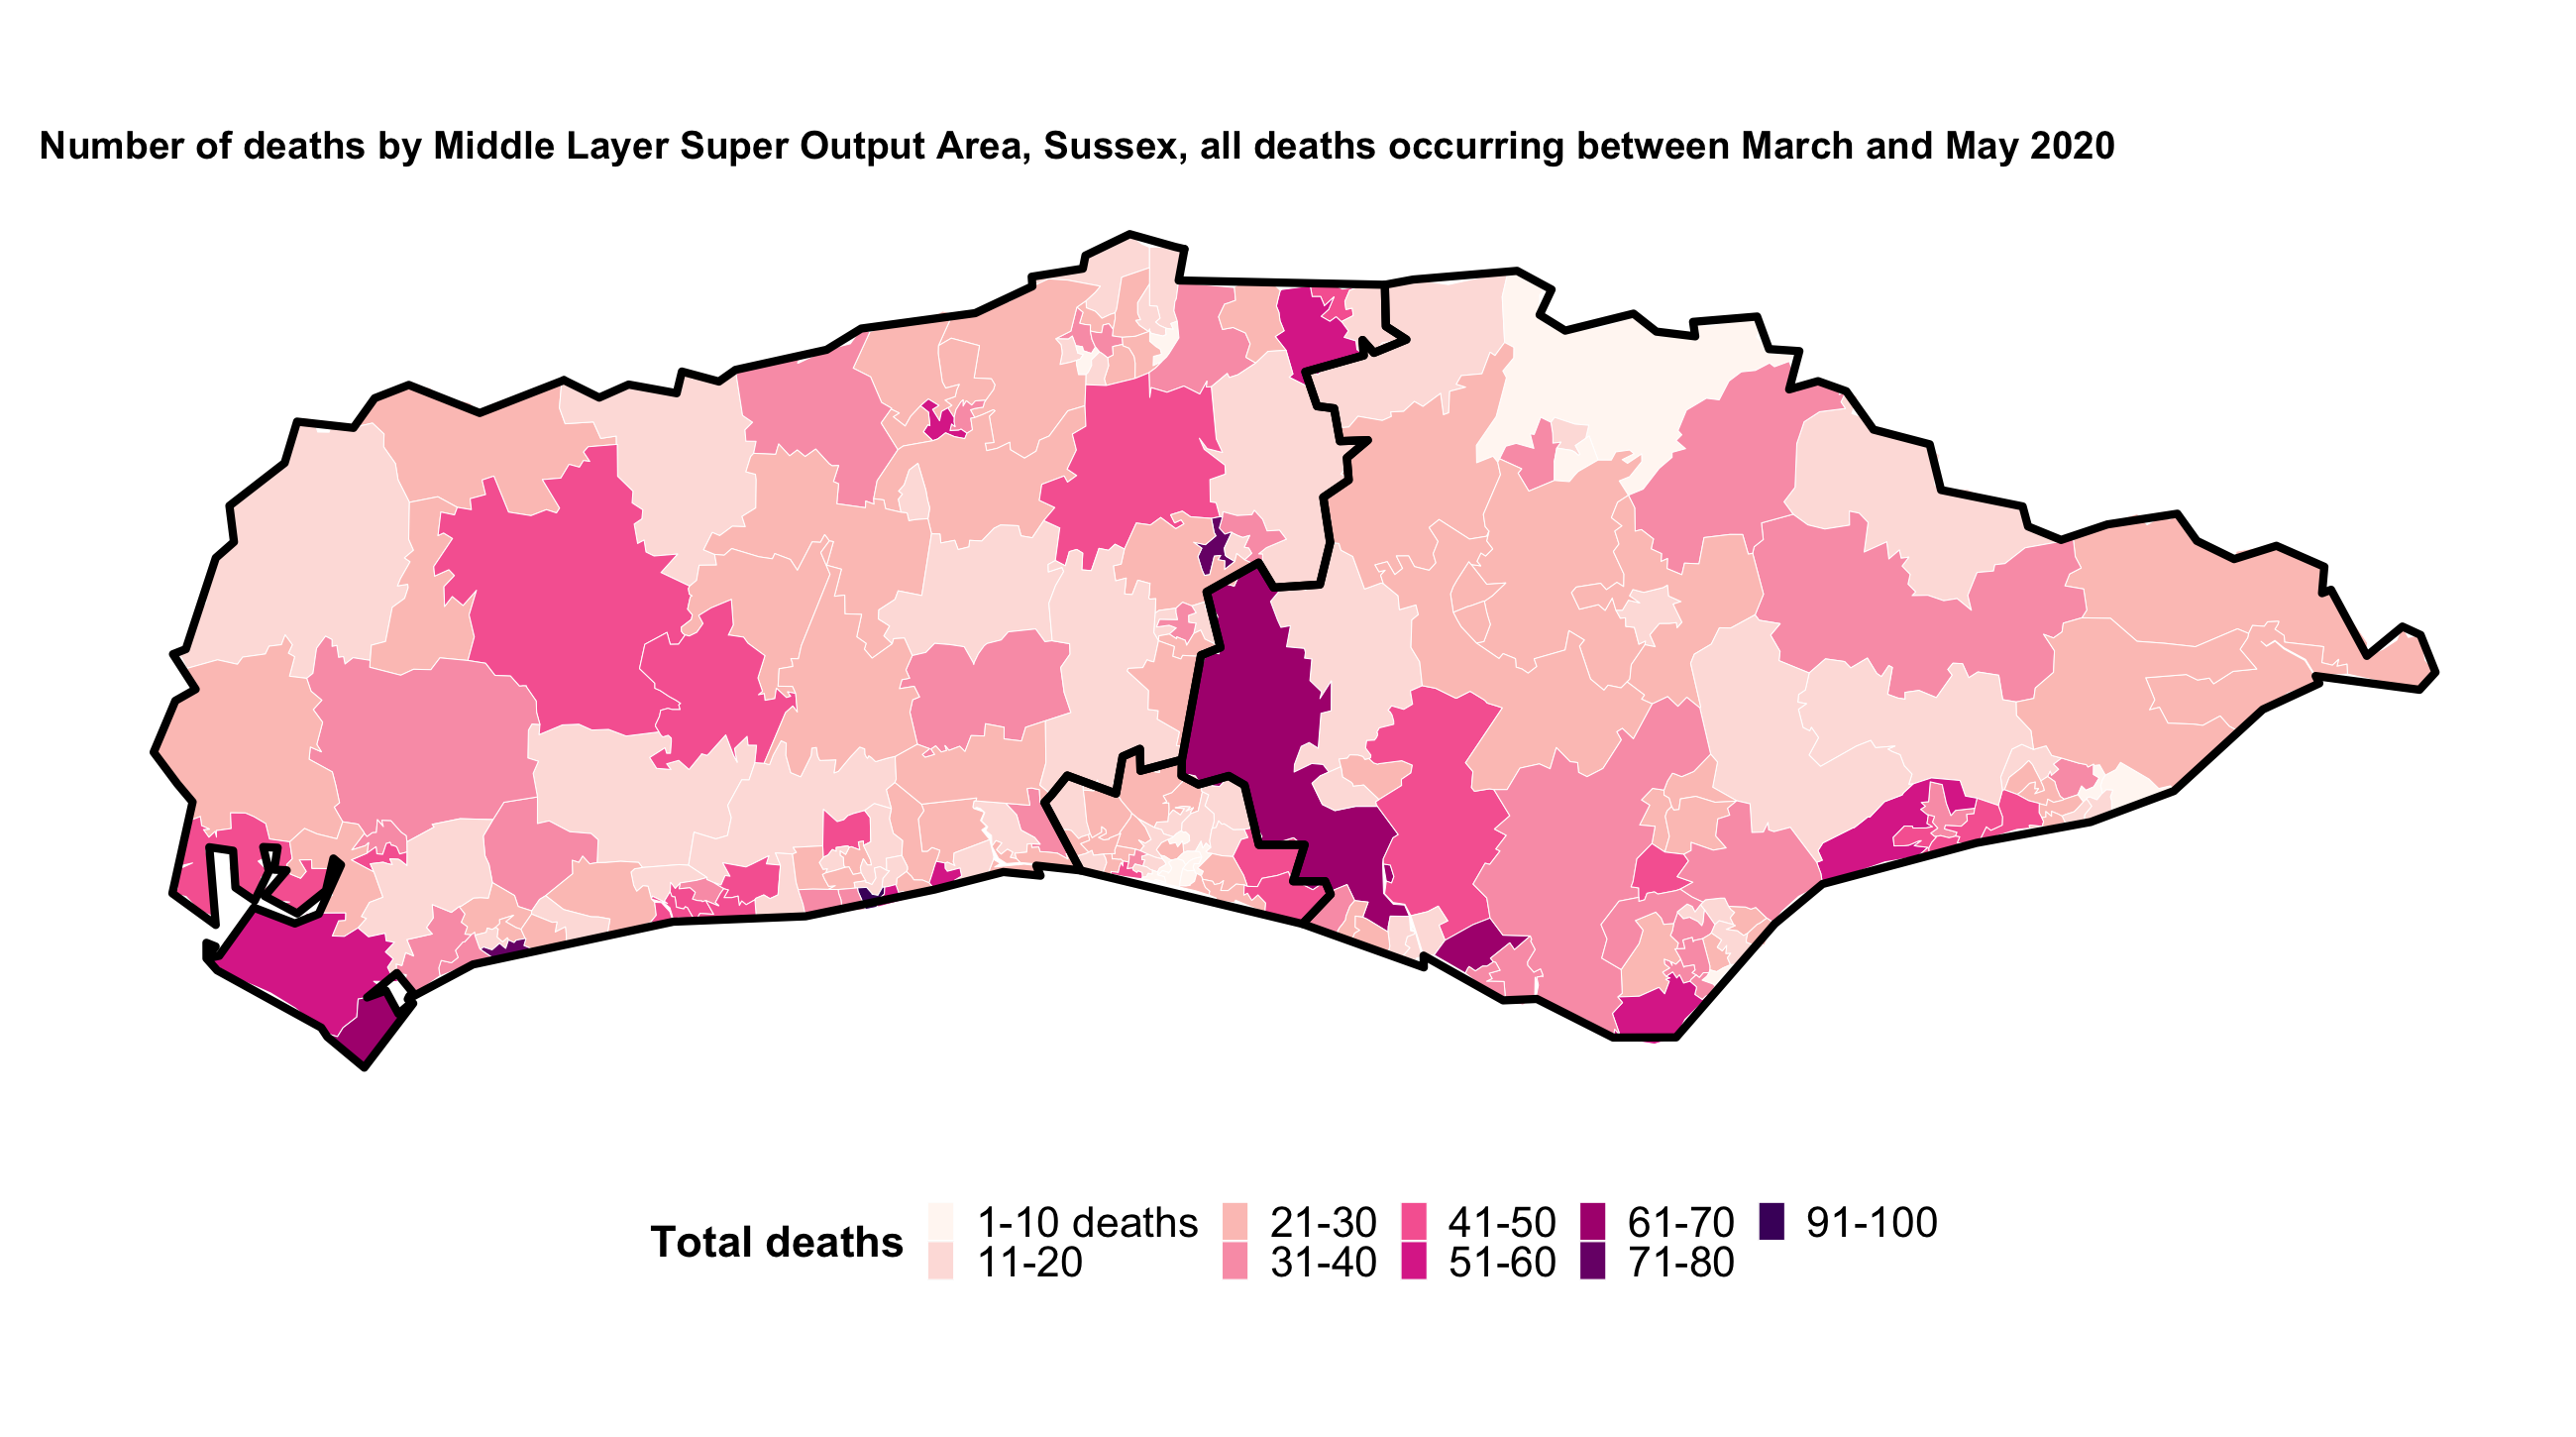 Number of deaths by Middle Layer Super Output Area, Sussex, all deaths occurring between March and May 2020
Total deaths
1-10 deaths
11-20
21-30
31-40
41-50
51-60
61-70
71-80
91-100